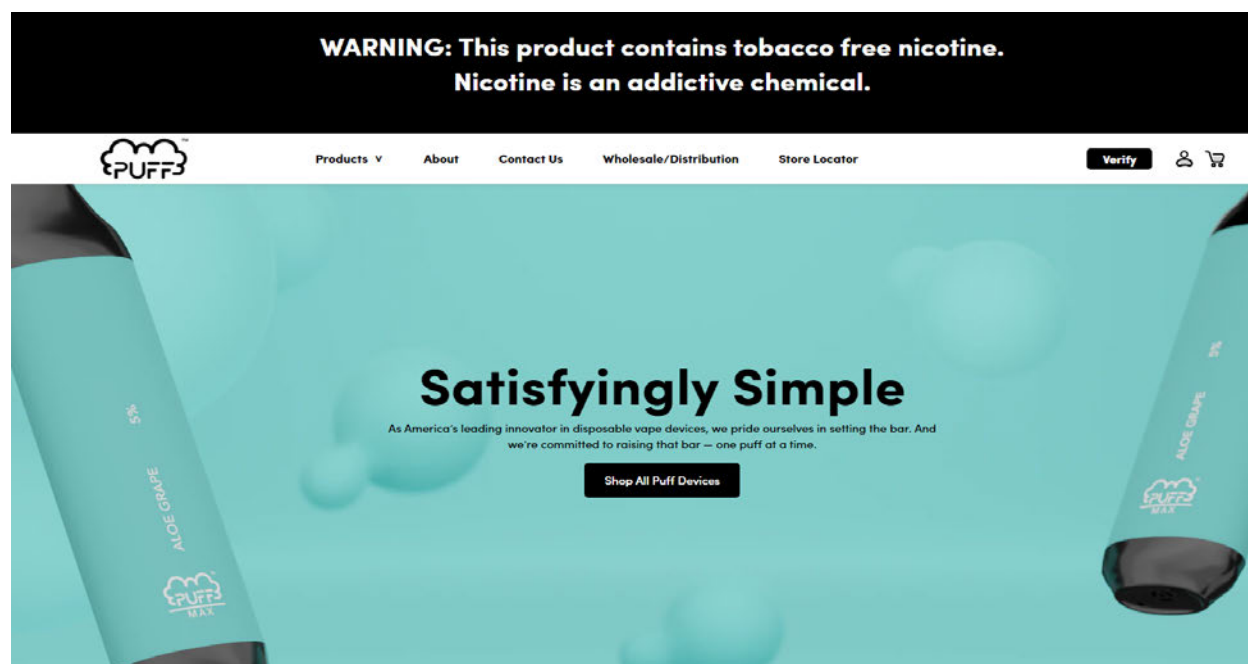 WARNING: This product contains tobacco free nicotine.
Nicotine is an addictive chemical.
PUFF
™
Products v
About
Contact Us
Wholesale/Distribution
Store Locator
Verify
Satisfyingly Simple
As America's leading innovator in disposable vape devices, we pride ourselves in setting the bar. And
we're committed to raising that bar — one puff at a time.
Shop All Puff Devices
5%
ALOE GRAPE
PUFF
MAX
5%
ALOE GRAPE
PUFF
MAX